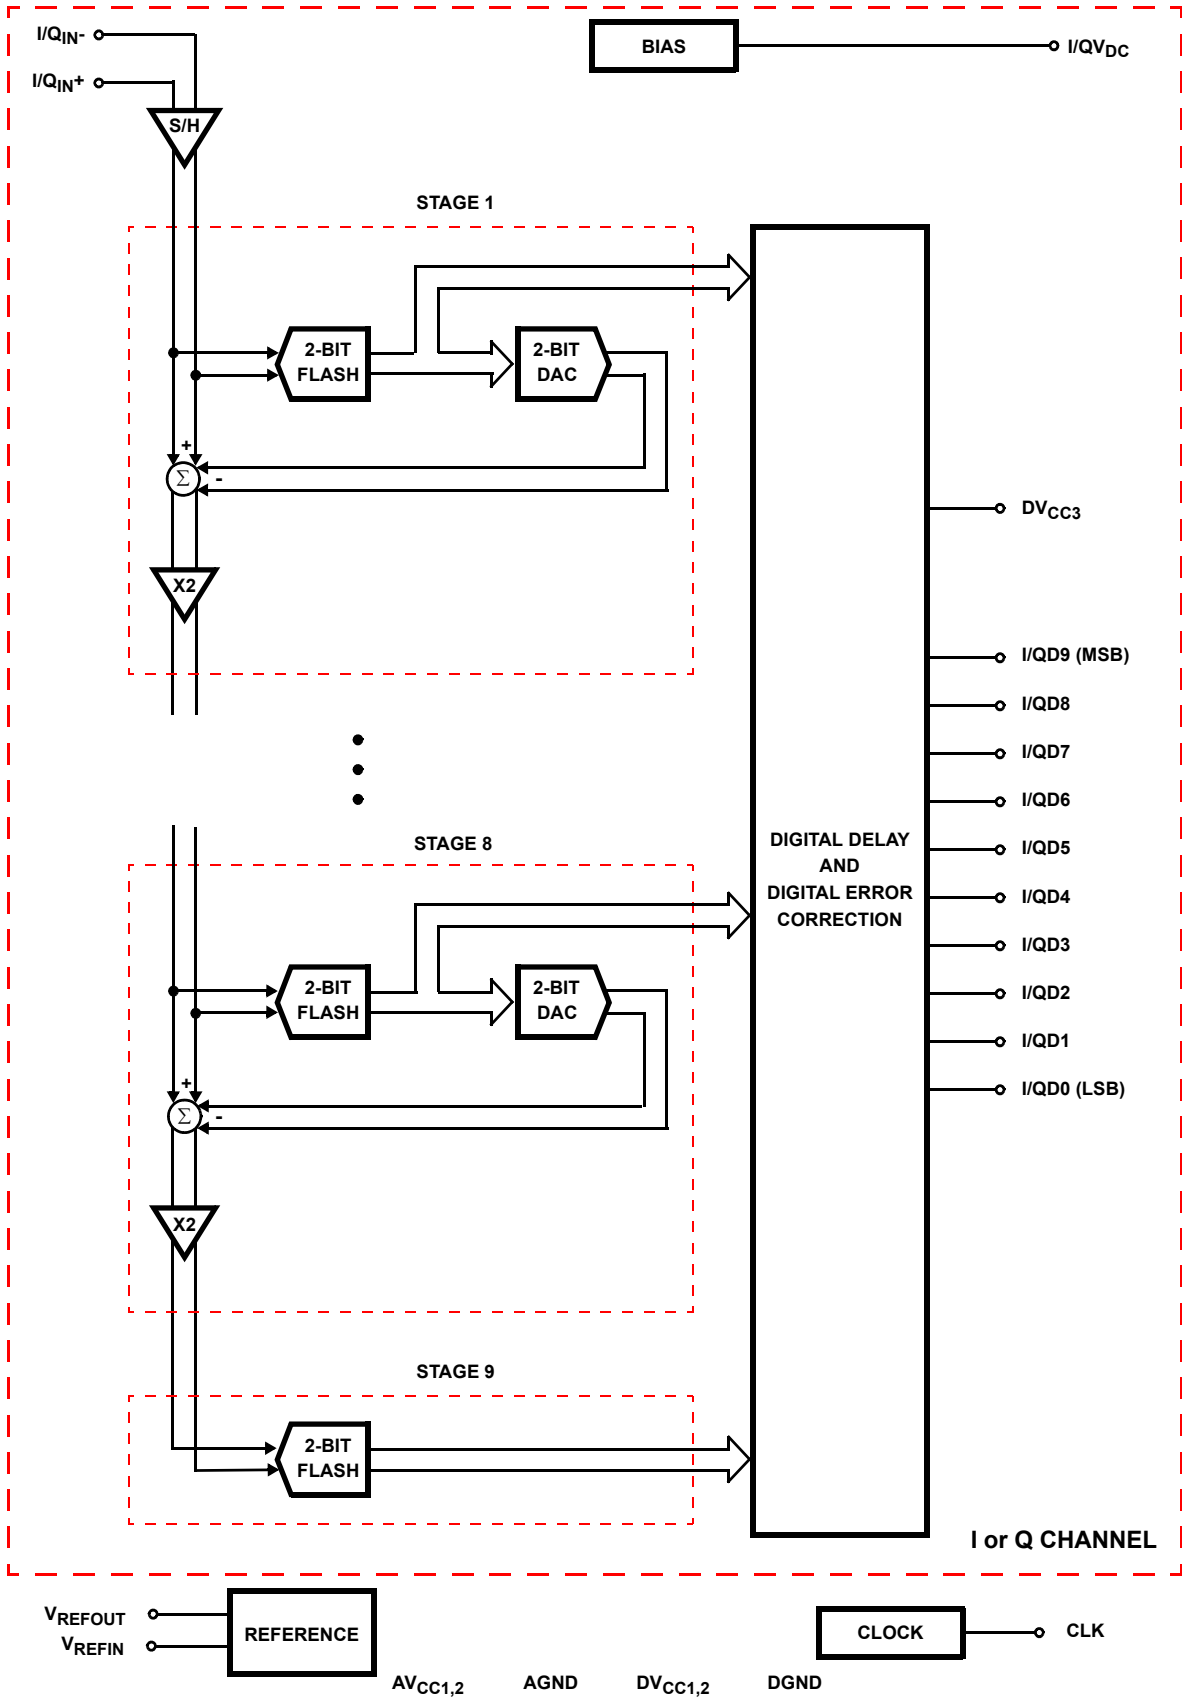 I/QIN-
BIAS
I/QVDC
I/QIN+
S/H
STAGE 1
2-BIT
FLASH
2-BIT
DAC
+
Σ
-
DVCC3
X2
I/QD9 (MSB)
I/QD8
I/QD7
I/QD6
STAGE 8
DIGITAL DELAY
AND
DIGITAL ERROR
CORRECTION
I/QD5
I/QD4
I/QD3
2-BIT
FLASH
2-BIT
DAC
I/QD2
I/QD1
+
Σ
-
I/QD0 (LSB)
X2
STAGE 9
2-BIT
FLASH
I or Q CHANNEL
VREFOUT
VREFIN
REFERENCE
CLOCK
CLK
AVCC1,2 AGND DVCC1,2 DGND